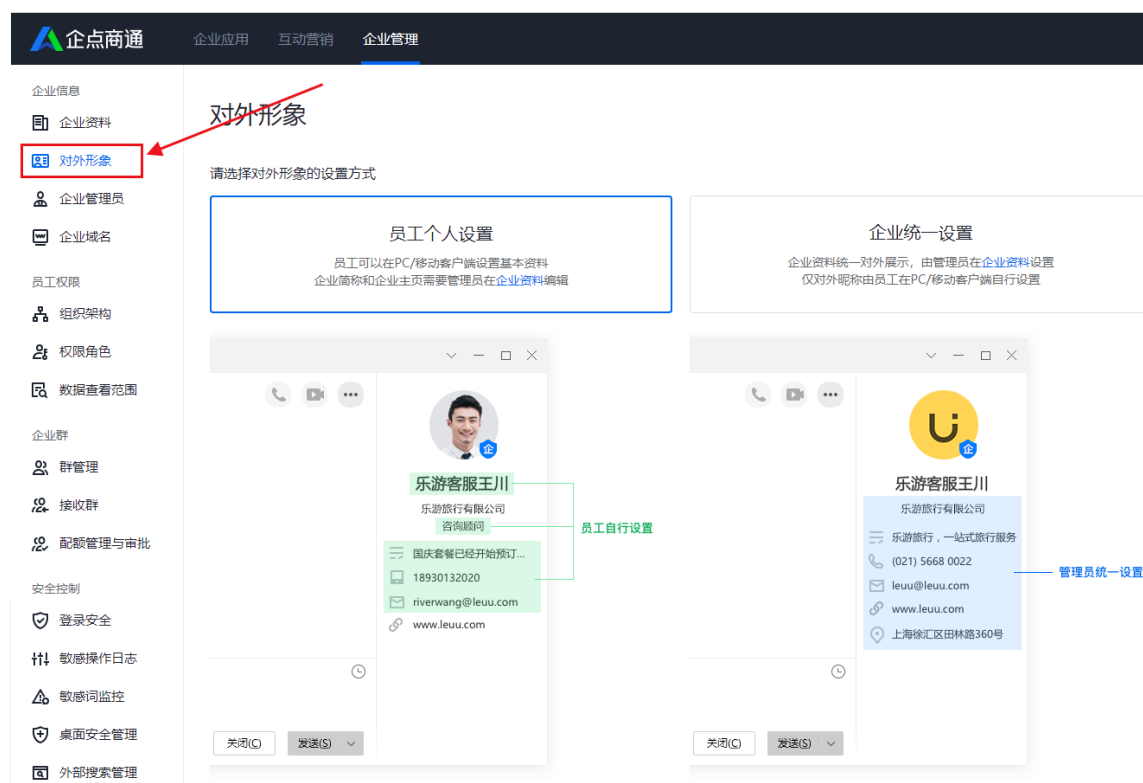 企点商通
企业应用
互动营销
企业管理
企业信息
企业资料
对外形象
企业管理员
企业域名
员工权限
组织架构
权限角色
数据查看范围
企业群
群管理
接收群
配额管理与审批
安全控制
登录安全
敏感操作日志
敏感词监控
桌面安全管理
外部搜索管理
对外形象
请选择对外形象的设置方式
员工个人设置
员工可以在PC/移动客户端设置基本资料
企业简称和企业主页需要管理员在企业资料编辑
企业统一设置
企业资料统一对外展示，由管理员在企业资料设置
仅对外昵称由员工在PC/移动客户端自行设置
企
乐游客服王川
乐游旅行有限公司
咨询顾问
国庆套餐已经开始预订...
18930132020
riverwang@leuu.com
www.leuu.com
员工自行设置
关闭(C)
发送(S)
企
乐游客服王川
乐游旅行有限公司
乐游旅行，一站式旅行服务
(021) 5668 0022
leuu@leuu.com
www.leuu.com
上海徐汇区田林路360号
管理员统一设置
关闭(C)
发送(S)